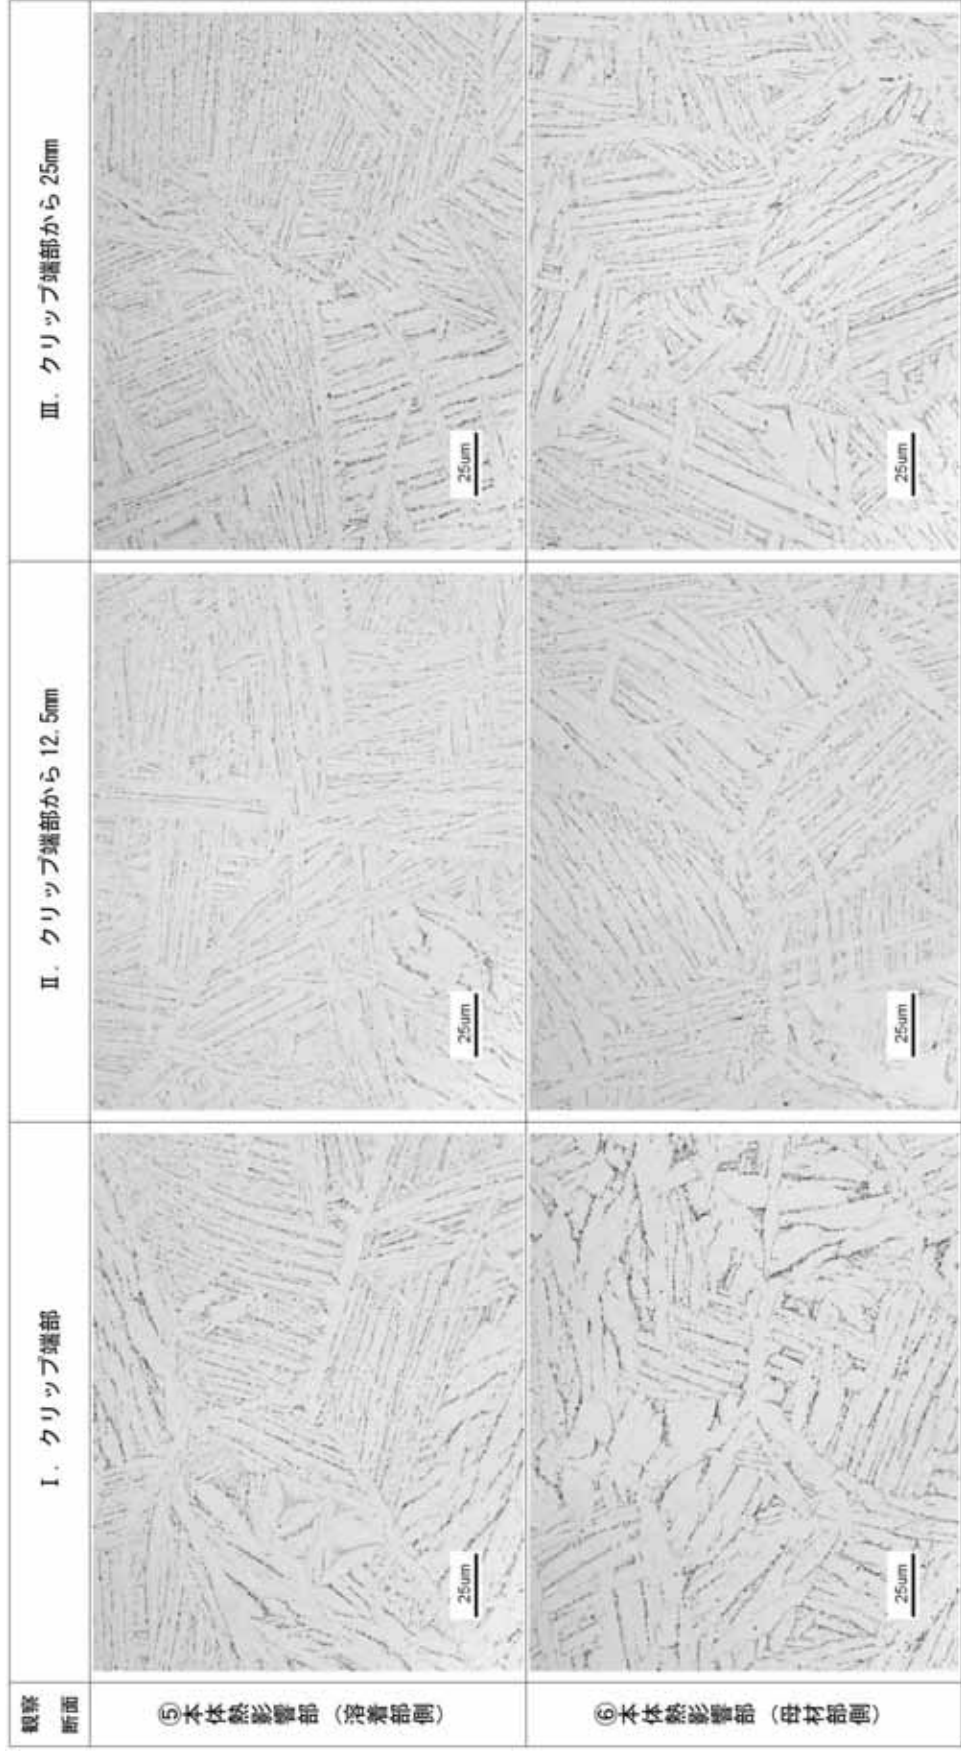 観察
断面
Ⅰ. クリップ端部
Ⅱ. クリップ端部から 12.5mm
Ⅲ. クリップ端部から 25mm
⑤本体熱影響部（溶着部側）
25um
25um
25um
⑥本体熱影響部（母材部側）
25um
25um
25um